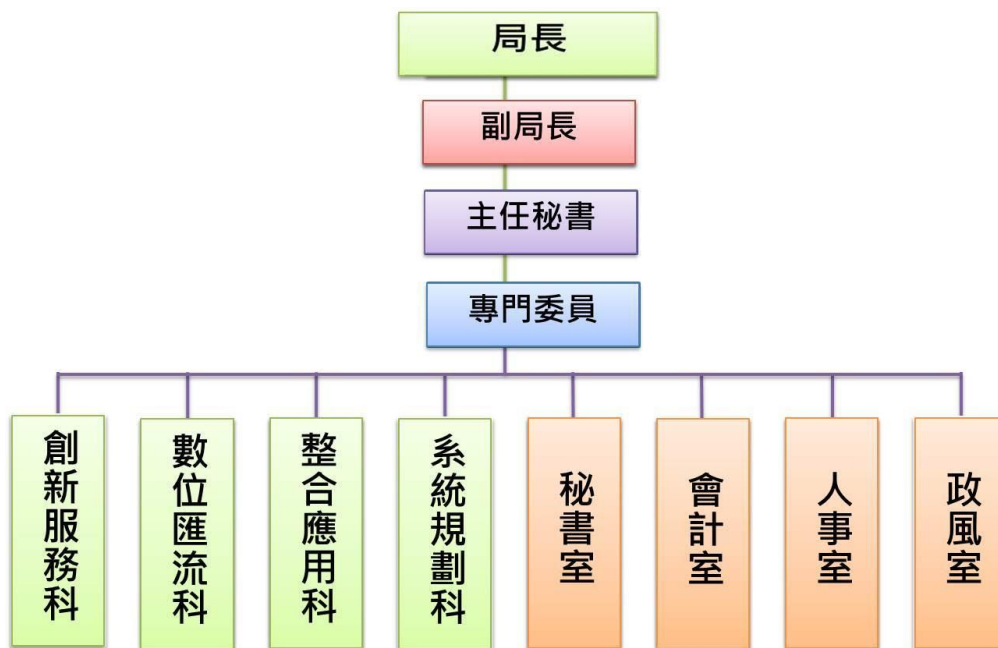 局長
副局長
主任秘書
專門委員
創新服務科
數位匯流科
整合應用科
系統規劃科
秘書室
會計室
人事室
政風室